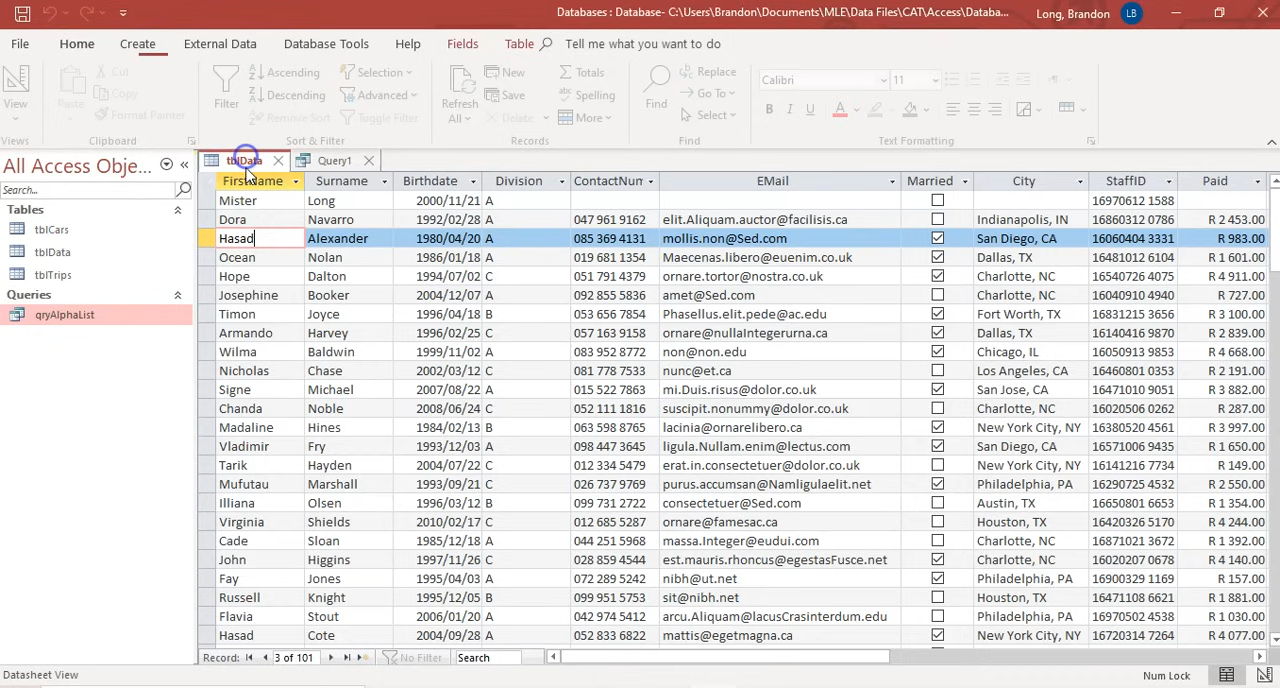 Databases : Database- C:\Users\Brandon\Documents\MLE\Data Files\CAT\Access\Databa... Long, Brandon LB
File Home Create External Data Database Tools Help Fields Table Tell me what you want to do
View Paste Cut Copy Format Painter Filter Ascending Descending Remove Sort Selection Advanced Toggle Filter Refresh All New Save Delete Totals Spelling More Find Replace Go To Select Calibri 11
B I U A
Views Clipboard Sort & Filter Records Find Text Formatting
All Access Obje... tblData Query1
Search...
Tables
tblCars
tblData
tblTrips
Queries
qryAlphaList
FirstName Surname Birthdate Division ContactNum EMail Married City StaffID Paid
Mister Long 2000/11/21 A 16970612 1588
Dora Navarro 1992/02/28 A 047 961 9162 elit.Aliquam.auctor@facilisis.ca Indianapolis, IN 16860312 0786 R 2 453.00
Hasad Alexander 1980/04/20 A 085 369 4131 mollis.non@Sed.com San Diego, CA 16060404 3331 R 983.00
Ocean Nolan 1986/01/18 A 019 681 1354 Maecenas.libero@euenim.co.uk Dallas, TX 16481012 6104 R 1 601.00
Hope Dalton 1994/07/02 C 051 791 4379 ornare.tortor@nostra.co.uk Charlotte, NC 16540726 4075 R 4 911.00
Josephine Booker 2004/12/07 A 092 855 5836 amet@Sed.com Charlotte, NC 16040910 4940 R 727.00
Timon Joyce 1996/04/18 B 053 656 7854 Phasellus.elit.pede@ac.edu Fort Worth, TX 16831215 3656 R 3 100.00
Armando Harvey 1996/02/25 C 057 163 9158 ornare@nullaIntegerurna.ca Dallas, TX 16140416 9870 R 2 839.00
Wilma Baldwin 1999/11/02 A 083 952 8772 non@non.edu Chicago, IL 16050913 9853 R 4 668.00
Nicholas Chase 2002/03/12 C 081 778 7533 nunc@et.ca Los Angeles, CA 16460801 0353 R 2 191.00
Signe Michael 2007/08/22 A 015 522 7863 mi.Duis.risus@dolor.co.uk San Jose, CA 16471010 9051 R 3 882.00
Chanda Noble 2008/06/24 C 052 111 1816 suscipit.nonummy@dolor.co.uk Charlotte, NC 16020506 0262 R 287.00
Madaline Hines 1984/02/13 B 063 598 8765 lacinia@ornarelibero.ca New York City, NY 16380520 4561 R 3 997.00
Vladimir Fry 1993/12/03 A 098 447 3645 ligula.Nullam.enim@lectus.com San Diego, CA 16571006 9435 R 1 650.00
Tarik Hayden 2004/07/22 C 012 334 5479 erat.in.consectetuer@dolor.co.uk New York City, NY 16141216 7734 R 149.00
Mufutau Marshall 1993/09/21 C 026 737 9769 purus.accumsan@Namligulaelit.net Philadelphia, PA 16290725 4532 R 2 550.00
Illiana Olsen 1996/03/12 B 099 731 2722 consectetuer@Sed.com Austin, TX 16650801 6653 R 1 354.00
Virginia Shields 2010/02/17 C 012 685 5287 ornare@famesac.ca Houston, TX 16420326 5170 R 4 244.00
Cade Sloan 1985/12/18 A 044 251 5968 massa.Integer@eudui.com Charlotte, NC 16871021 3672 R 1 392.00
John Higgins 1997/11/26 C 028 859 4544 est.mauris.rhoncus@egestasFusce.net Charlotte, NC 16020207 0678 R 4 140.00
Fay Jones 1995/04/03 A 072 289 5242 nibh@ut.net Philadelphia, PA 16900329 1169 R 157.00
Russell Knight 1995/12/05 B 099 951 5753 sit@nibh.net Houston, TX 16471108 6621 R 1 881.00
Flavia Stout 2006/01/20 A 042 974 5412 arcu.Aliquam@lacusCrasinterdum.edu Philadelphia, PA 16970502 4552 R 1 030.00
Hasad Cote 2004/09/28 A 052 833 6822 mattis@egetmagna.ca New York City, NY 16720314 7264 R 4 077.00
Record: 3 of 101 No Filter Search
Datasheet View Num Lock